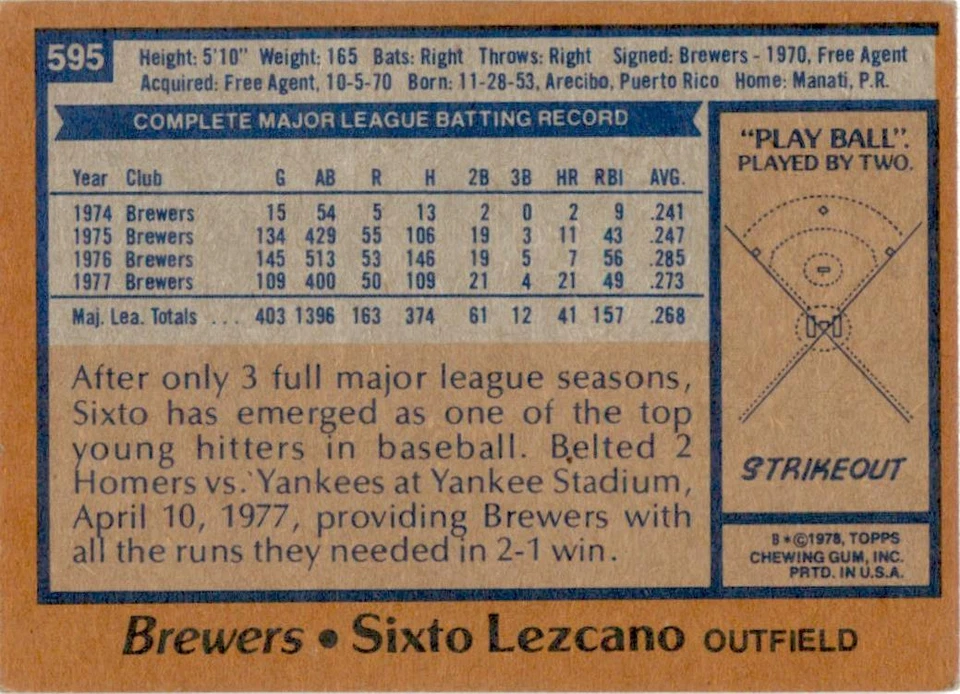 595
Height: 5'10" Weight: 165 Bats: Right Throws: Right Signed: Brewers - 1970, Free Agent
Acquired: Free Agent, 10-5-70 Born: 11-28-53, Arecibo, Puerto Rico Home: Manati, P.R.
COMPLETE MAJOR LEAGUE BATTING RECORD
Year Club G AB R H 2B 3B HR RBI AVG.
1974 Brewers 15 54 5 13 2 0 2 9 .241
1975 Brewers 134 429 55 106 19 3 11 43 .247
1976 Brewers 145 513 53 146 19 5 7 56 .285
1977 Brewers 109 400 50 109 21 4 21 49 .273
Maj. Lea. Totals ... 403 1396 163 374 61 12 41 157 .268
After only 3 full major league seasons,
Sixto has emerged as one of the top
young hitters in baseball. Belted 2
Homers vs. Yankees at Yankee Stadium,
April 10, 1977, providing Brewers with
all the runs they needed in 2-1 win.
"PLAY BALL".
PLAYED BY TWO.
STRIKEOUT
B*©1978, TOPPS
CHEWING GUM, INC.
PRTD. IN U.S.A.
Brewers • Sixto Lezcano OUTFIELD